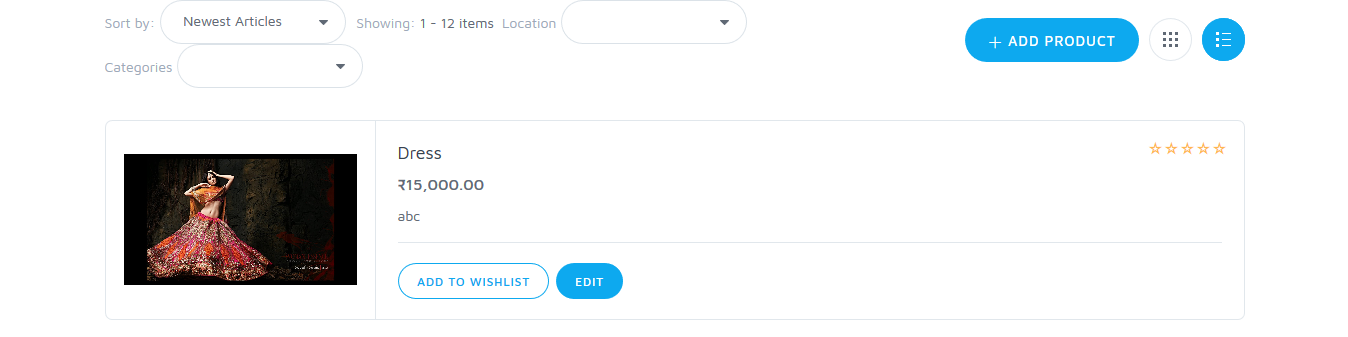 Sort by: Newest Articles Showing: 1 - 12 items Location
Categories
+ ADD PRODUCT
Dress
₹15,000.00
abc
ADD TO WISHLIST EDIT